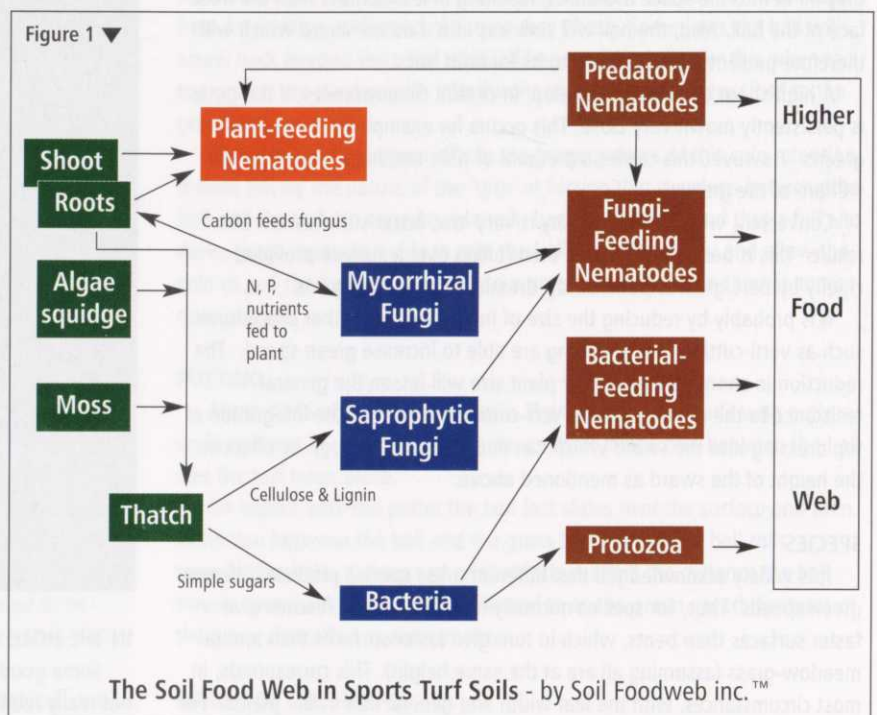 Figure 1 ▼
Predatory
Nematodes
Higher
Plant-feeding
Nematodes
Shoot
Roots
Carbon feeds fungus
Fungi-
Feeding
Nematodes
Algae
squidge
N, P,
nutrients
fed to
plant
Mycorrhizal
Fungi
Food
Bacterial-
Feeding
Nematodes
Moss
Saprophytic
Fungi
Cellulose & Lignin
Thatch
Web
Protozoa
Simple sugars
Bacteria
The Soil Food Web in Sports Turf Soils - by Soil Foodweb inc.™